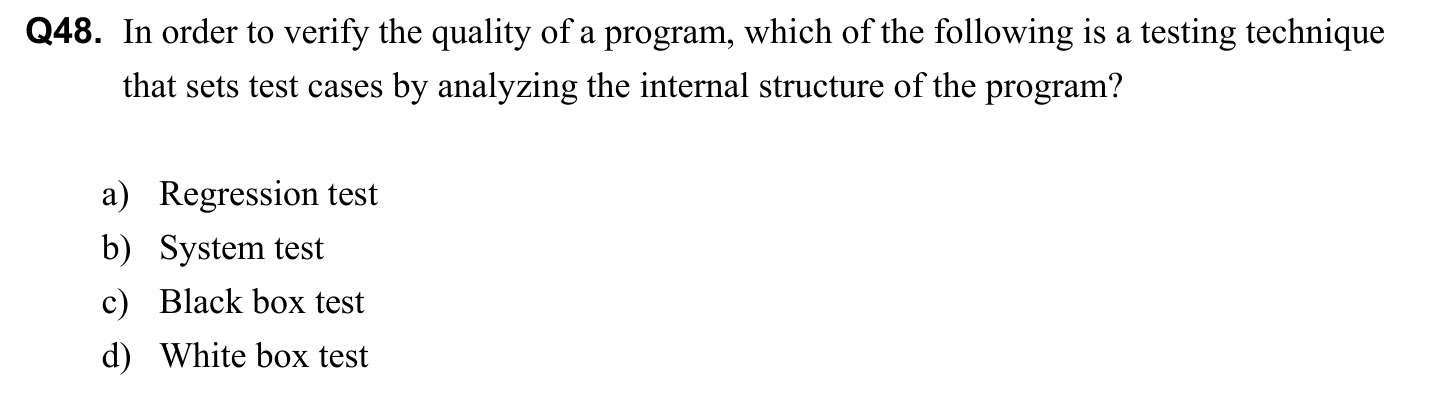 Q48. In order to verify the quality of a program, which of the following is a testing technique
that sets test cases by analyzing the internal structure of the program?
a) Regression test
b) System test
c) Black box test
d) White box test